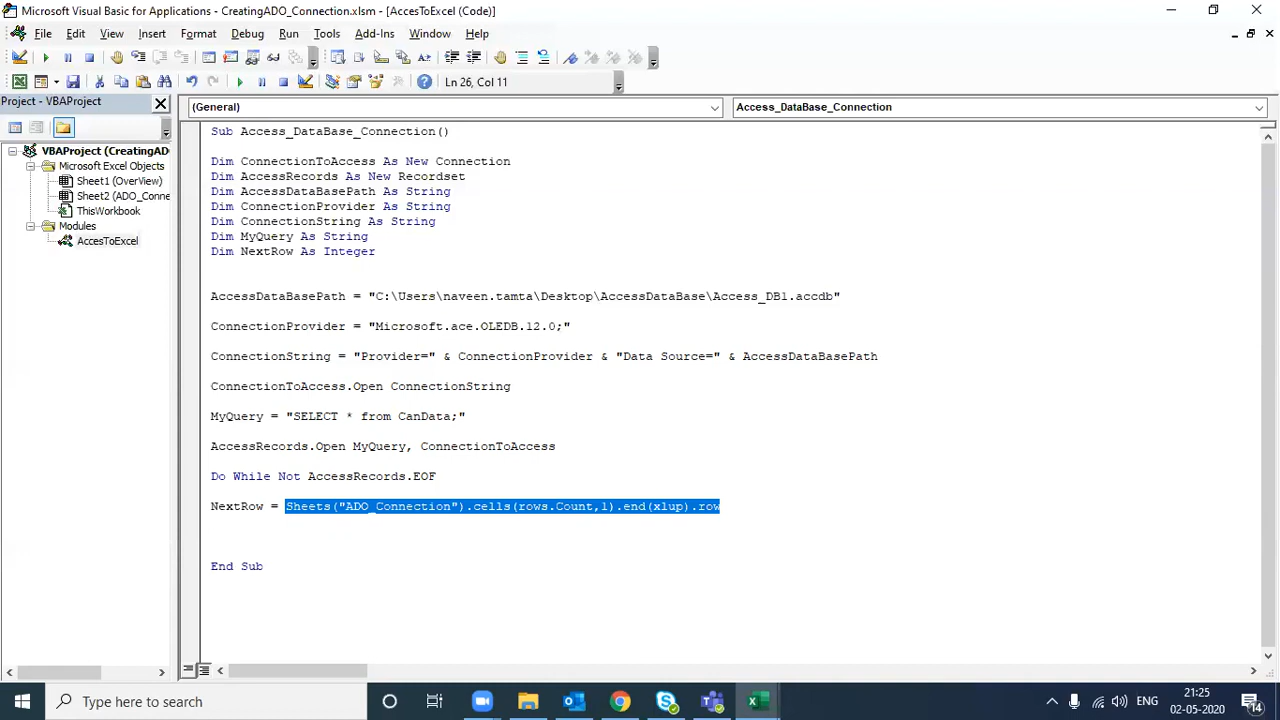 Microsoft Visual Basic for Applications - CreatingADO_Connection.xlsm - [AccesToExcel (Code)]
File Edit View Insert Format Debug Run Tools Add-Ins Window Help
Ln 26, Col 11
Project - VBAProject
(General)
Access_DataBase_Connection
VBAProject (CreatingAD
Microsoft Excel Objects
Sheet1 (OverView)
Sheet2 (ADO_Conne
ThisWorkbook
Modules
AccesToExcel
Sub Access_DataBase_Connection()
Dim ConnectionToAccess As New Connection
Dim AccessRecords As New Recordset
Dim AccessDataBasePath As String
Dim ConnectionProvider As String
Dim ConnectionString As String
Dim MyQuery As String
Dim NextRow As Integer
AccessDataBasePath = "C:\Users\naveen.tamta\Desktop\AccessDataBase\Access_DB1.accdb"
ConnectionProvider = "Microsoft.ace.OLEDB.12.0;"
ConnectionString = "Provider=" & ConnectionProvider & "Data Source=" & AccessDataBasePath
ConnectionToAccess.Open ConnectionString
MyQuery = "SELECT * from CanData;"
AccessRecords.Open MyQuery, ConnectionToAccess
Do While Not AccessRecords.EOF
NextRow = Sheets("ADO_Connection").cells(rows.Count,1).end(xlup).row
End Sub
Type here to search
ENG
21:25
02-05-2020
14